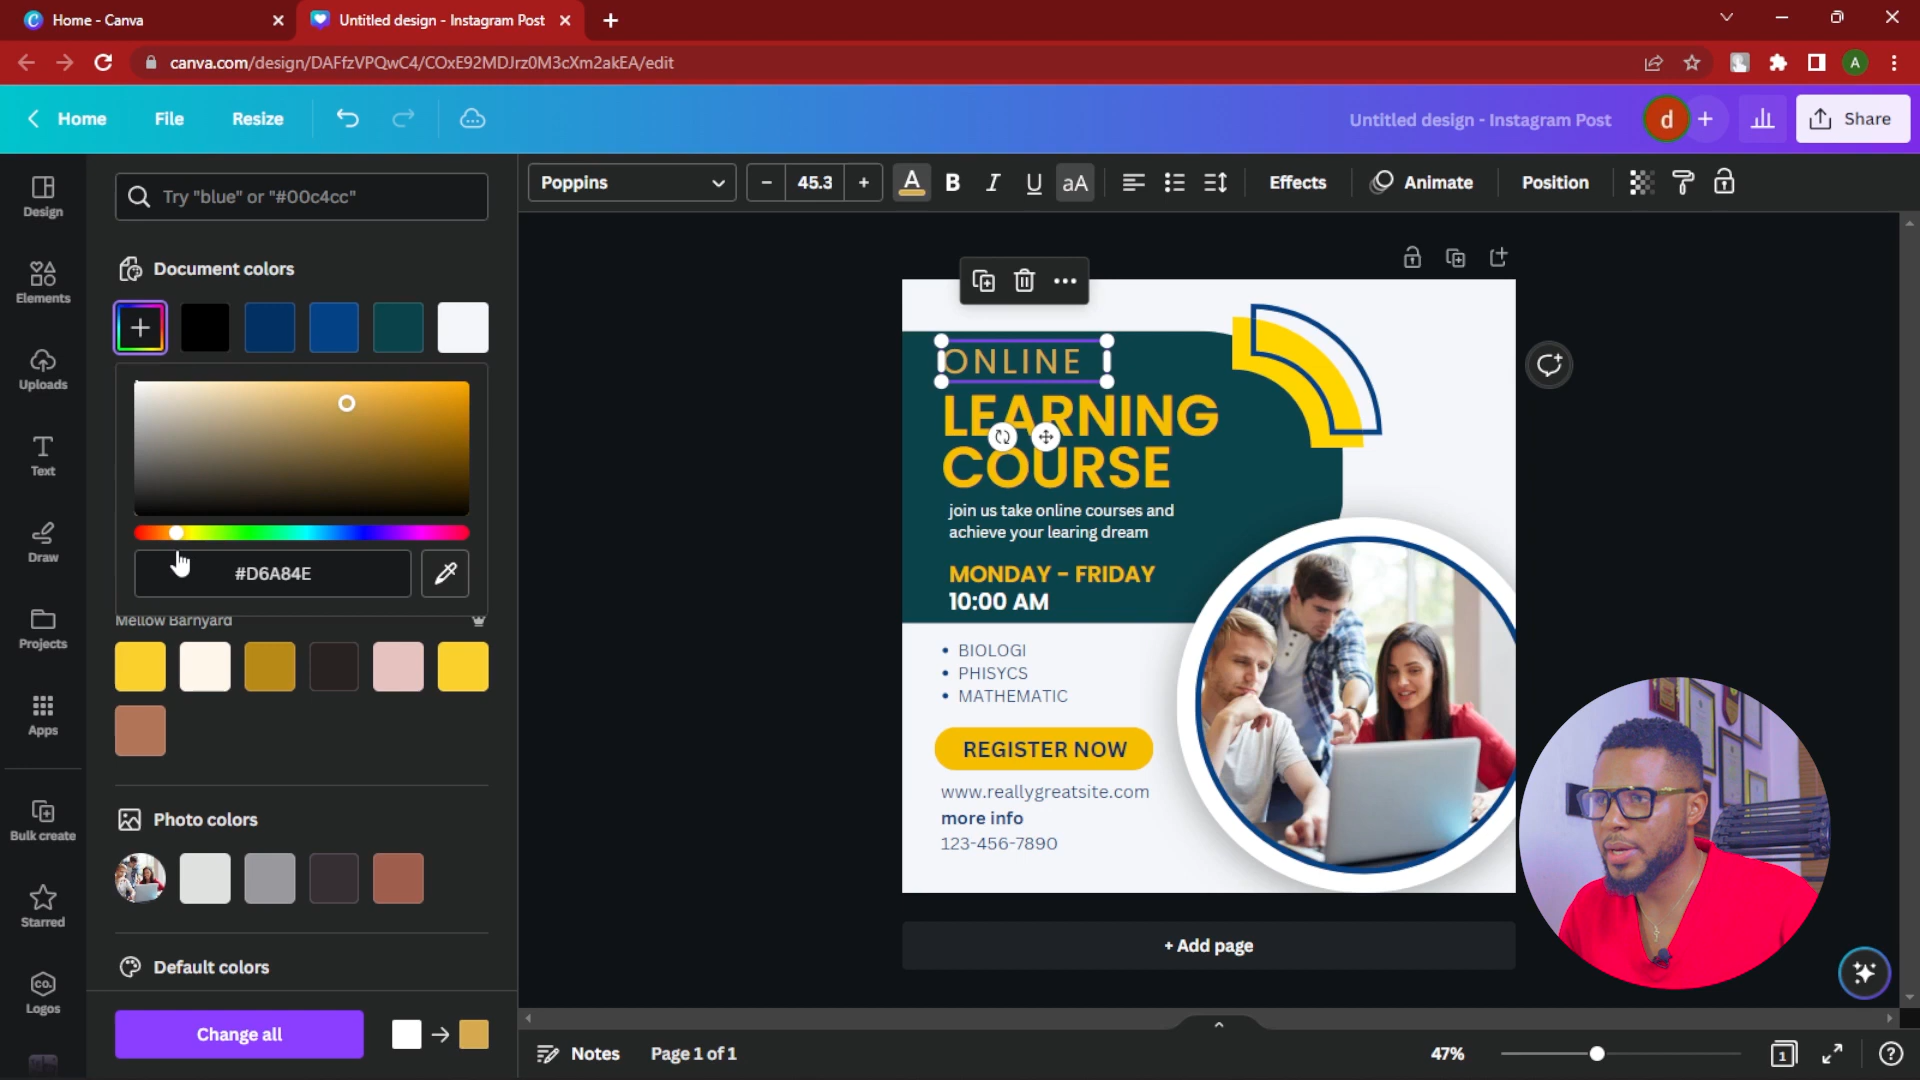 Home - Canva
Untitled design - Instagram Post
canva.com/design/DAFfzVPQwC4/COxE92MDJrz0M3cXm2akEA/edit
A
Home
File
Resize
Untitled design - Instagram Post
d
Share
Design
Elements
Uploads
Text
Draw
Projects
Apps
Bulk create
Starred
CO.
Logos
Try "blue" or "#00c4cc"
Document colors
#D6A84E
Mellow Barnyard
Photo colors
Default colors
Change all
Poppins
- 45.3 +
A B I U aA
Effects
Animate
Position
ONLINE
LEARNING
COURSE
join us take online courses and
achieve your learing dream
MONDAY - FRIDAY
10:00 AM
• BIOLOGI
• PHISYCS
• MATHEMATIC
REGISTER NOW
www.reallygreatsite.com
more info
123-456-7890
+ Add page
Notes
Page 1 of 1
47%
1